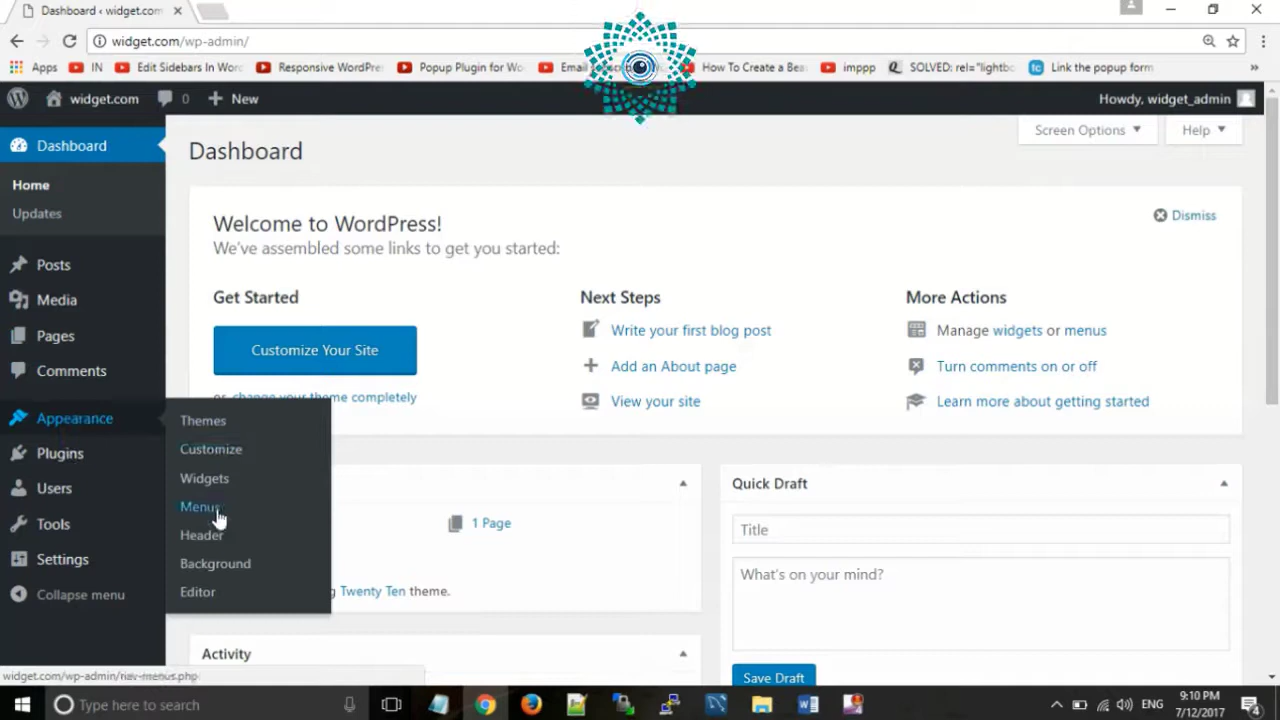 Dashboard ‹ widget.com
widget.com/wp-admin/
Apps
IN
Edit Sidebars In Word
Responsive WordPre
Popup Plugin for Wo
Email
How To Create a Bea
imppp
SOLVED: rel="lightb
Link the popup form
»
widget.com
0
New
Howdy, widget_admin
Dashboard
Home
Updates
Posts
Media
Pages
Comments
Appearance
Plugins
Users
Tools
Settings
Collapse menu
Themes
Customize
Widgets
Menus
Header
Background
Editor
Dashboard
Screen Options
Help
Welcome to WordPress!
We've assembled some links to get you started:
Dismiss
Get Started
Customize Your Site
or, change your theme completely
Next Steps
Write your first blog post
Add an About page
View your site
More Actions
Manage widgets or menus
Turn comments on or off
Learn more about getting started
1 Page
Twenty Ten theme.
Activity
Quick Draft
Title
What's on your mind?
Save Draft
widget.com/wp-admin/nav-menus.php
Type here to search
ENG
9:10 PM
7/12/2017
4